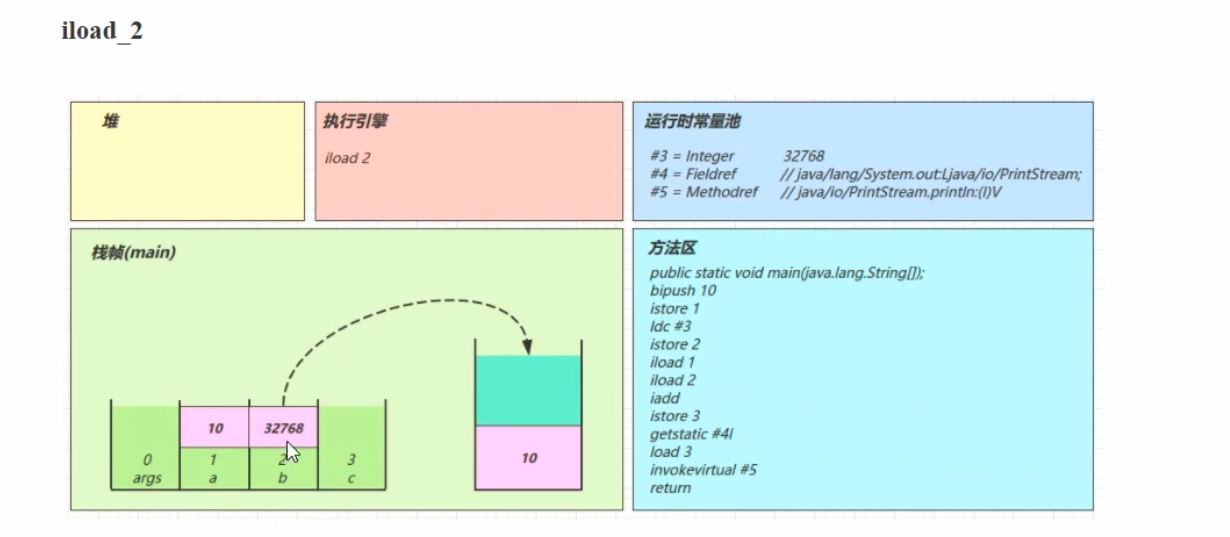 iload_2
堆
执行引擎
iload 2
运行时常量池
#3 = Integer 32768
#4 = Fieldref // java/lang/System.out:Ljava/io/PrintStream;
#5 = Methodref // java/io/PrintStream.println:(I)V
栈帧(main)
10 32768
0 1 2 3
args a b c
10
方法区
public static void main(java.lang.String[]);
bipush 10
istore 1
ldc #3
istore 2
iload 1
iload 2
iadd
istore 3
getstatic #4l
load 3
invokevirtual #5
return